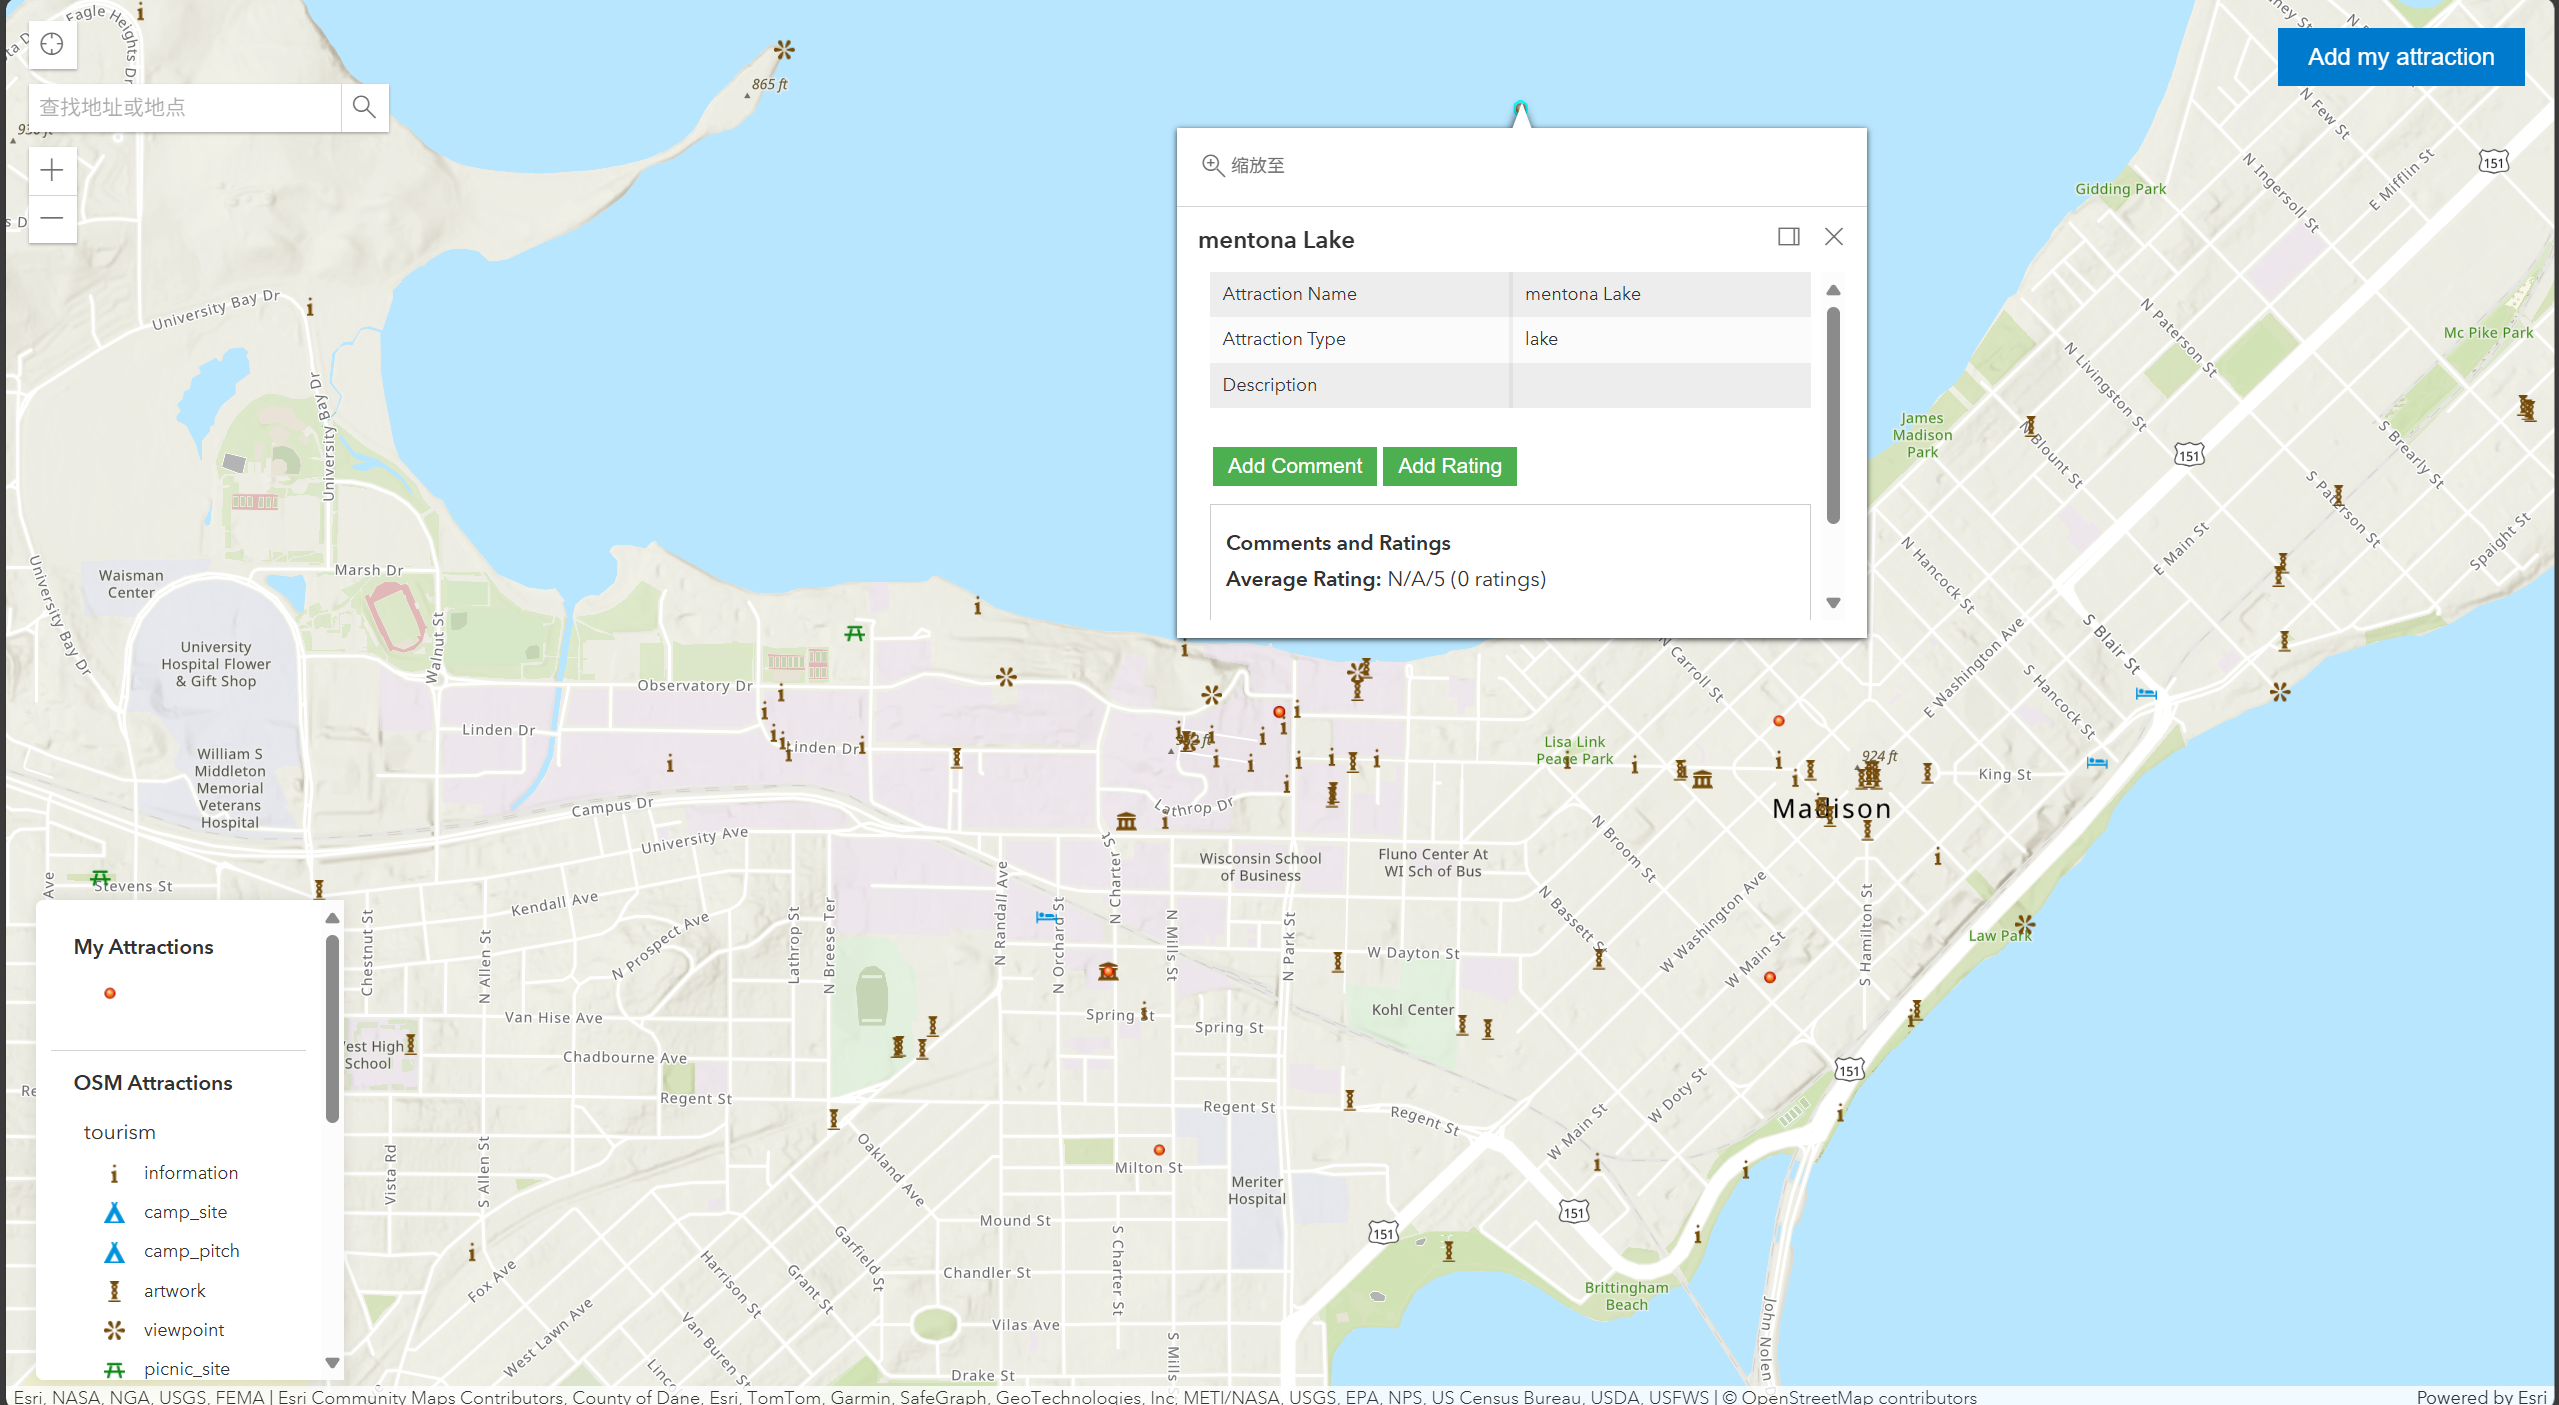 Eagle Heights Dr
865 ft
Add my attraction
查找地址或地点
缩放至
mentona Lake
Attraction Name
mentona Lake
Attraction Type
lake
Description
Add Comment
Add Rating
Comments and Ratings
Average Rating: N/A/5 (0 ratings)
N Few St
N Ingersoll St
E Mifflin St
151
Gidding Park
N Paterson St
Mc Pike Park
N Livingston St
James
Madison
Park
N Blount St
151
S Brearly St
S Paterson St
Spaight St
E Main St
N Hancock St
S Blair St
E Washington Ave
S Hancock St
N Carroll St
University Bay Dr
University Bay Dr
University Bay Dr
Marsh Dr
Waisman
Center
Walnut St
University
Hospital Flower
& Gift Shop
Observatory Dr
Linden Dr
Linden Dr
William S
Middleton
Memorial
Veterans
Hospital
Campus Dr
University Ave
Lathrop Dr
Lisa Link
Peace Park
924 ft
King St
Madison
Wisconsin School
of Business
Fluno Center At
WI Sch of Bus
N Broom St
N Bassett St
W Washington Ave
W Main St
S Hamilton St
Law Park
Stevens St
Kendall Ave
N Prospect Ave
Chestnut St
N Allen St
Lathrop St
N Breese Ter
N Randall Ave
N Orchard St
N Charter St
N Mills St
N Park St
W Dayton St
Kohl Center
Van Hise Ave
Spring St
Spring St
Chadbourne Ave
West High
School
Regent St
Regent St
Regent St
W Doty St
W Main St
151
151
151
Oakland Ave
Milton St
Meriter
Hospital
Vista Rd
S Allen St
Mound St
Garfield St
S Charter St
Chandler St
Harrison St
Grant St
Fox Ave
West Lawn Ave
Van Buren St
Vilas Ave
S Mills
Drake St
Brittingham
Beach
John Nolen D
My Attractions
OSM Attractions
tourism
information
camp_site
camp_pitch
artwork
viewpoint
picnic_site
Esri, NASA, NGA, USGS, FEMA | Esri Community Maps Contributors, County of Dane, Esri, TomTom, Garmin, SafeGraph, GeoTechnologies, Inc, METI/NASA, USGS, EPA, NPS, US Census Bureau, USDA, USFWS | © OpenStreetMap contributors
Powered by Esri